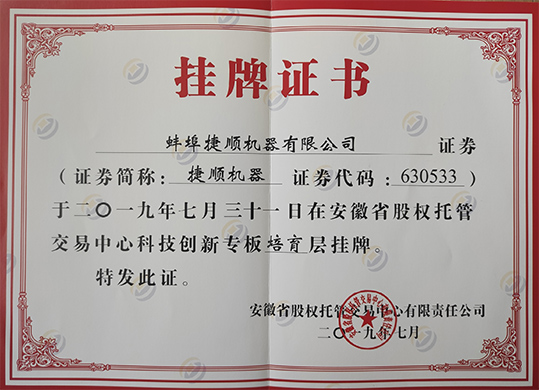 挂牌证书
蚌埠捷顺机器有限公司 证券
(证券简称: 捷顺机器 证券代码:630533)
于二〇一九年七月三十一日在安徽省股权托管
交易中心科技创新专板培育层挂牌。
特发此证。
安徽省股权托管交易中心有限责任公司
二〇一九年七月